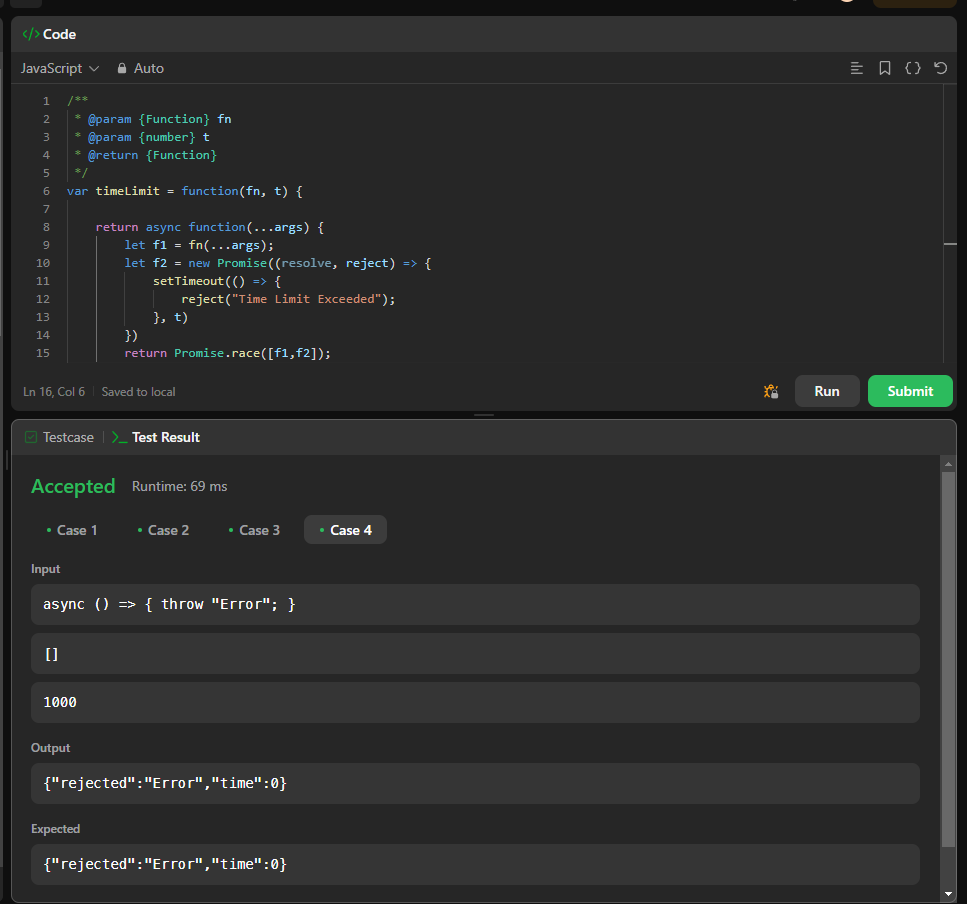 </> Code
JavaScript Auto
1 /**
2 * @param {Function} fn
3 * @param {number} t
4 * @return {Function}
5 */
6 var timeLimit = function(fn, t) {
7
8 return async function(...args) {
9 let f1 = fn(...args);
10 let f2 = new Promise((resolve, reject) => {
11 setTimeout(() => {
12 reject("Time Limit Exceeded");
13 }, t)
14 })
15 return Promise.race([f1,f2]);
Ln 16, Col 6 Saved to local
Run Submit
Testcase Test Result
Accepted Runtime: 69 ms
Case 1 Case 2 Case 3 Case 4
Input
async () => { throw "Error"; }
[]
1000
Output
{"rejected":"Error","time":0}
Expected
{"rejected":"Error","time":0}